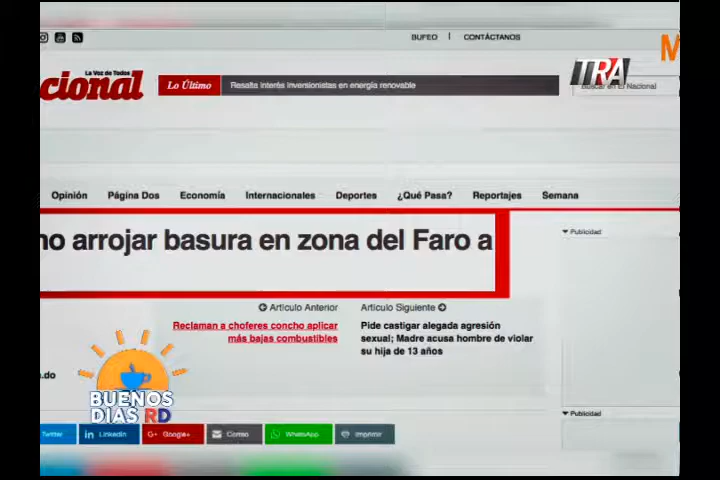 BUFEO | CONTÁCTANOS
M
La Voz de Todos
cional
Lo Último
Resalta interés inversionistas en energía renovable
TRA
Buscar en El Nacional
Opinión Página Dos Economía Internacionales Deportes ¿Qué Pasa? Reportajes Semana
no arrojar basura en zona del Faro a
Publicidad
Artículo Anterior
Artículo Siguiente
Reclaman a choferes concho aplicar
más bajas combustibles
Pide castigar alegada agresión
sexual; Madre acusa hombre de violar
su hija de 13 años
.do
BUENOS
DIAS RD
Publicidad
Twitter
LinkedIn
Google+
Correo
WhatsApp
Imprimir